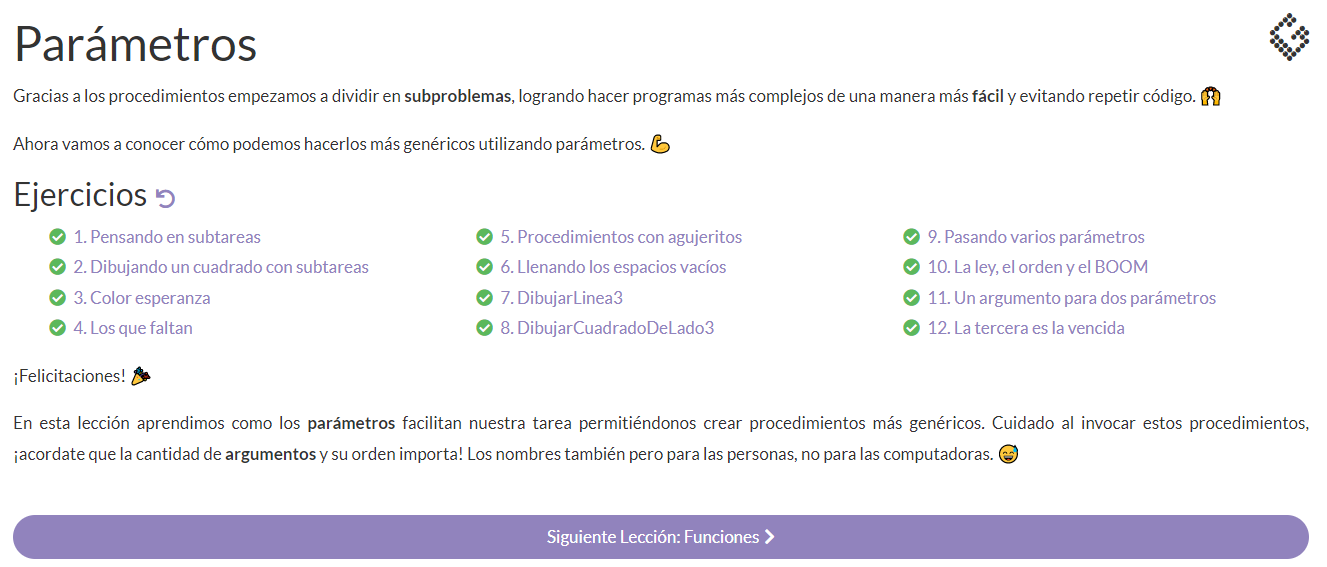 Parámetros
Gracias a los procedimientos empezamos a dividir en subproblemas, logrando hacer programas más complejos de una manera más fácil y evitando repetir código. 🙌
Ahora vamos a conocer cómo podemos hacerlos más genéricos utilizando parámetros. 💪
Ejercicios
1. Pensando en subtareas
2. Dibujando un cuadrado con subtareas
3. Color esperanza
4. Los que faltan
5. Procedimientos con agujeritos
6. Llenando los espacios vacíos
7. DibujarLinea3
8. DibujarCuadradoDeLado3
9. Pasando varios parámetros
10. La ley, el orden y el BOOM
11. Un argumento para dos parámetros
12. La tercera es la vencida
¡Felicitaciones! 🎉
En esta lección aprendimos como los parámetros facilitan nuestra tarea permitiéndonos crear procedimientos más genéricos. Cuidado al invocar estos procedimientos,
¡acordate que la cantidad de argumentos y su orden importa! Los nombres también pero para las personas, no para las computadoras. 😅
Siguiente Lección: Funciones